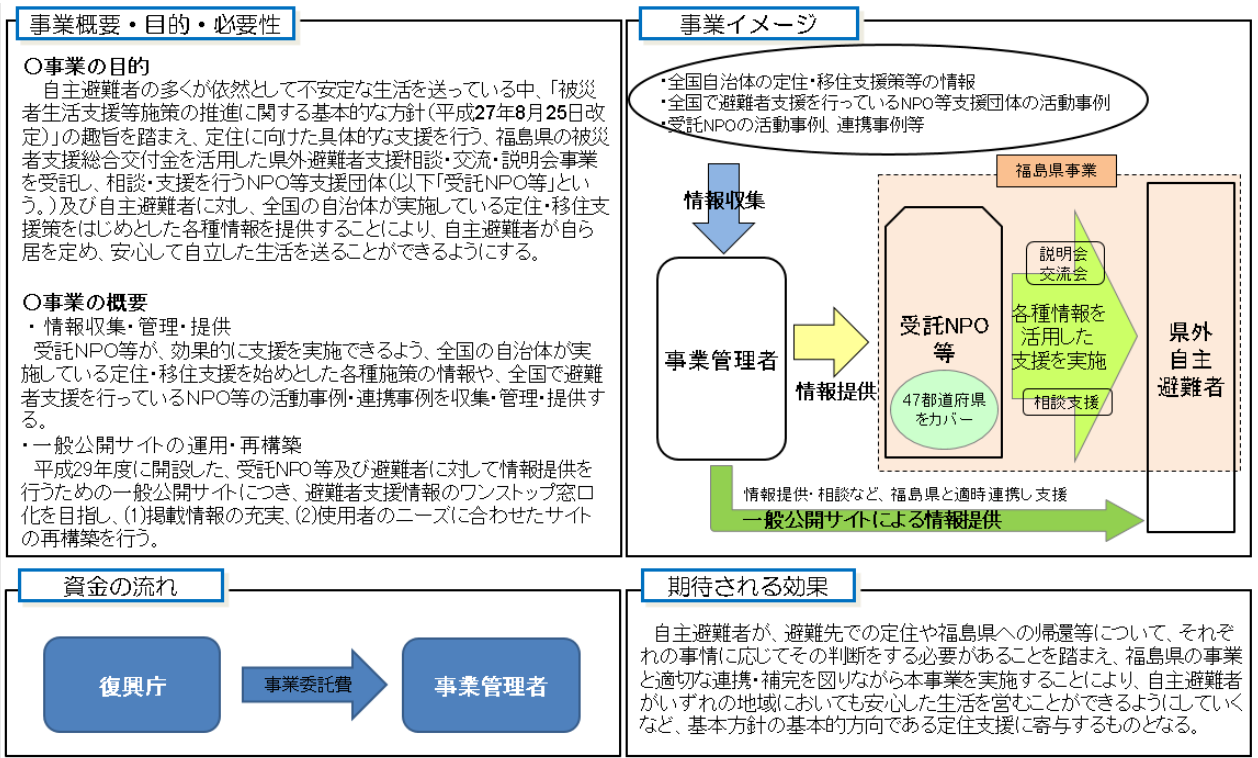 事業概要・目的・必要性
○事業の目的
自主避難者の多くが依然として不安定な生活を送っている中、「被災
者生活支援等施策の推進に関する基本的な方針(平成27年8月25日改
定)」の趣旨を踏まえ、定住に向けた具体的な支援を行う、福島県の被災
者支援総合交付金を活用した県外避難者支援相談・交流・説明会事業
を受託し、相談・支援を行うNPO等支援団体(以下「受託NPO等」とい
う。)及び自主避難者に対し、全国の自治体が実施している定住・移住支
援策をはじめとした各種情報を提供することにより、自主避難者が自ら
居を定め、安心して自立した生活を送ることができるようにする。
○事業の概要
・情報収集・管理・提供
受託NPO等が、効果的に支援を実施できるよう、全国の自治体が実
施している定住・移住支援を始めとした各種施策の情報や、全国で避難
者支援を行っているNPO等の活動事例・連携事例を収集・管理・提供す
る。
・一般公開サイトの運用・再構築
平成29年度に開設した、受託NPO等及び避難者に対して情報提供を
行うための一般公開サイトにつき、避難者支援情報のワンストップ窓口
化を目指し、(1)掲載情報の充実、(2)使用者のニーズに合わせたサイト
の再構築を行う。
事業イメージ
・全国自治体の定住・移住支援策等の情報
・全国で避難者支援を行っているNPO等支援団体の活動事例
・受託NPOの活動事例、連携事例等
情報収集
事業管理者
情報提供
福島県事業
受託NPO
等
47都道府県
をカバー
説明会
交流会
各種情報を
活用した
支援を実施
相談支援
県外
自主
避難者
情報提供・相談など、福島県と適時連携し支援
一般公開サイトによる情報提供
資金の流れ
復興庁
事業委託費
事業管理者
期待される効果
自主避難者が、避難先での定住や福島県への帰還等について、それぞ
れの事情に応じてその判断をする必要があることを踏まえ、福島県の事業
と適切な連携・補完を図りながら本事業を実施することにより、自主避難者
がいずれの地域においても安心した生活を営むことができるようにしていく
など、基本方針の基本的方向である定住支援に寄与するものとなる。